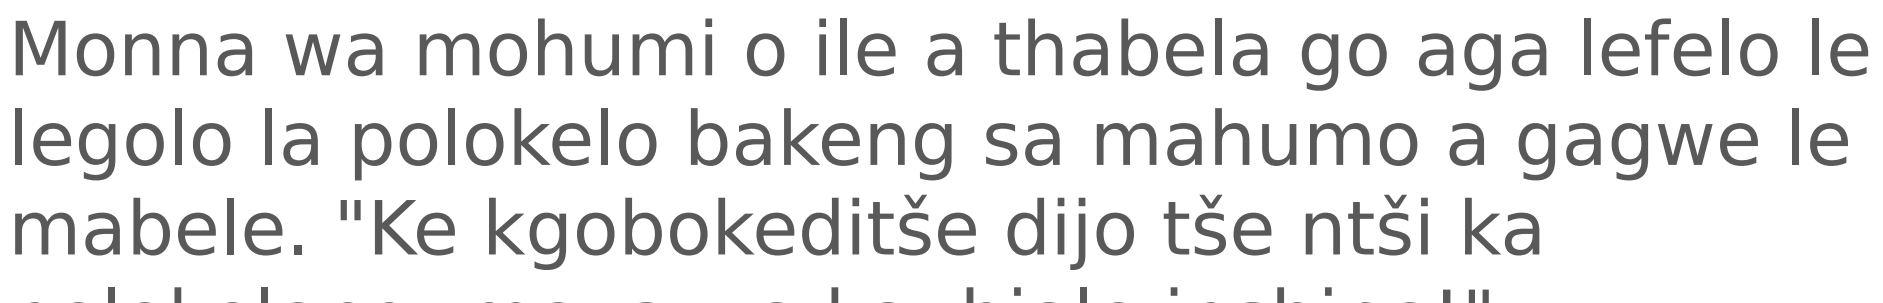 Monna wa mohumi o ile a thabela go aga lefelo le
legolo la polokelo bakeng sa mahumo a gagwe le
mabele. "Ke kgobokeditše dijo tše ntši ka